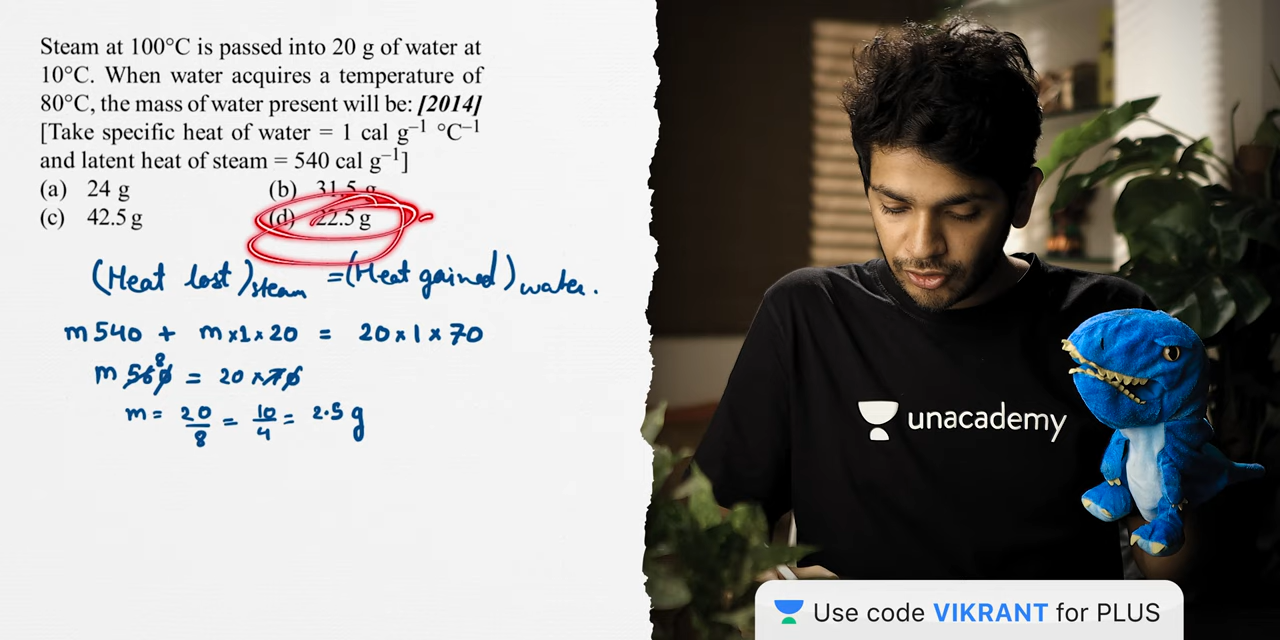 Steam at 100°C is passed into 20 g of water at
10°C. When water acquires a temperature of
80°C, the mass of water present will be: [2014]
[Take specific heat of water = 1 cal g⁻¹ °C⁻¹
and latent heat of steam = 540 cal g⁻¹]
(a) 24 g (b) 31.5 g
(c) 42.5 g (d) 22.5 g
(Heat lost)steam = (Heat gained)water.
m540 + m×1×20 = 20×1×70
m 560 8 = 20 × 70
m = 20/8 = 10/4 = 2.5 g
unacademy
Use code VIKRANT for PLUS